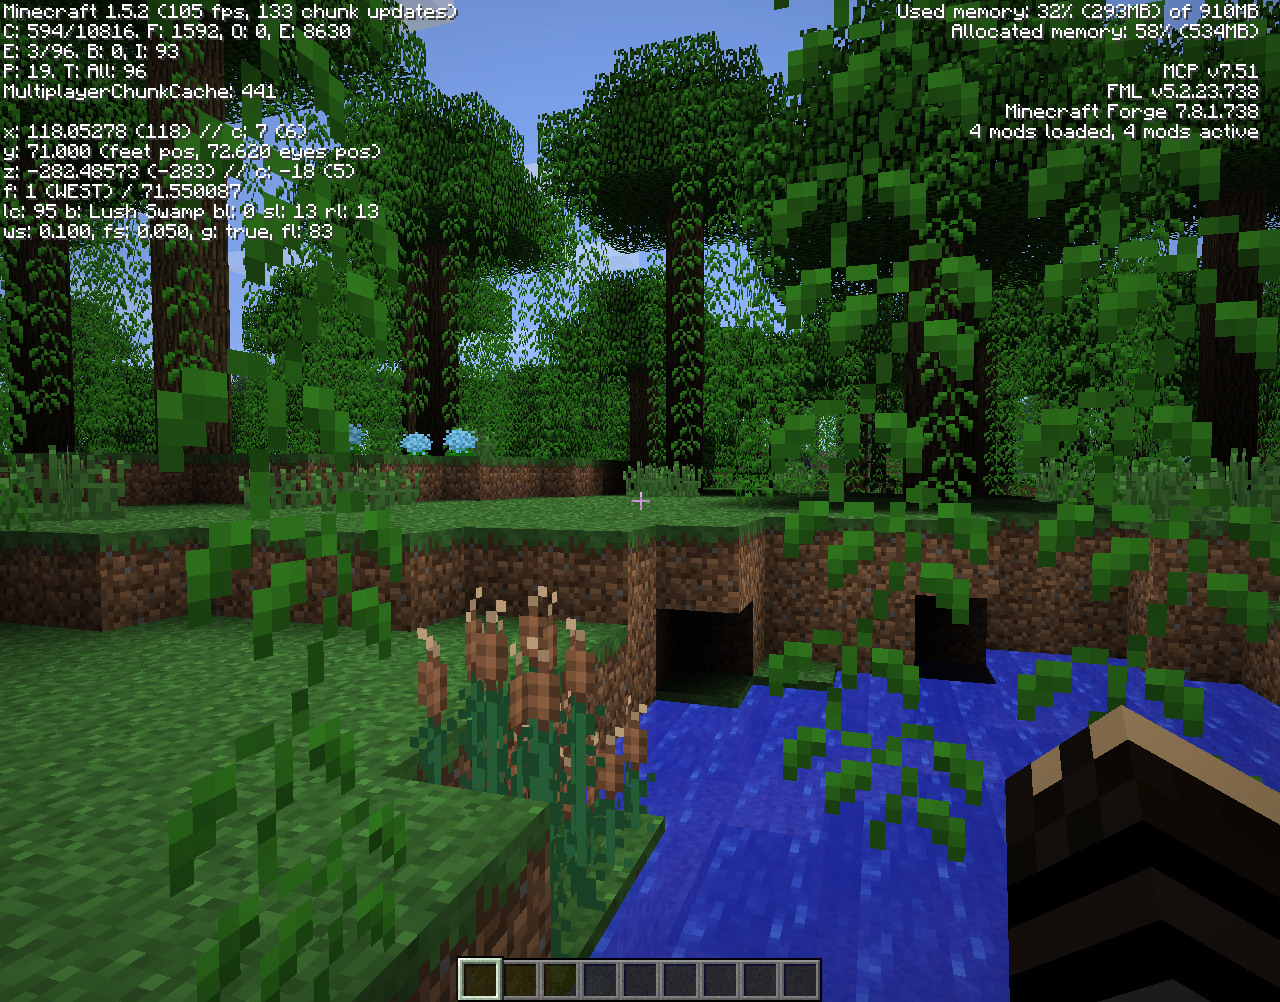 Minecraft 1.5.2 (105 fps, 133 chunk updates)
C: 594/10816. F: 1592, O: 0, E: 8630
E: 3/96. B: 0, I: 93
P: 19. T: All: 96
MultiplayerChunkCache: 441
x: 118.05278 (118) // c: 7 (6)
y: 71.000 (feet pos, 72.620 eyes pos)
z: -282.48573 (-283) // c: -18 (5)
f: 1 (WEST) / 71.550087
lc: 95 b: Lush Swamp bl: 0 sl: 13 rl: 13
ws: 0.100, fs: 0.050, g: true, fl: 83
Used memory: 32% (293MB) of 910MB
Allocated memory: 58% (534MB)
MCP v7.51
FML v5.2.23.738
Minecraft Forge 7.8.1.738
4 mods loaded, 4 mods active